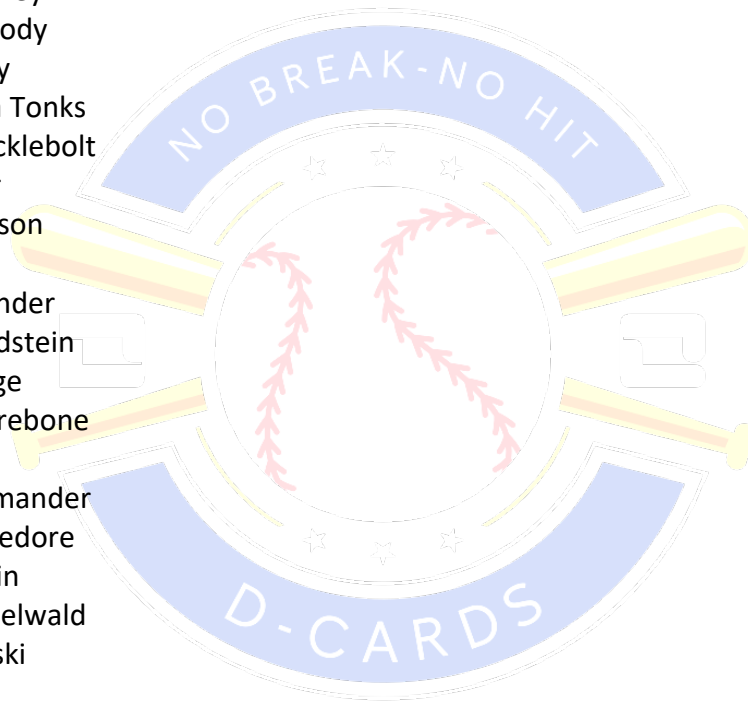 ody
y
NO BREAK-NO HIT
Tonks
cklebolt
son
nder
dstein
ge
rebone
mander
edore
in
elwald
ski
D-CARDS